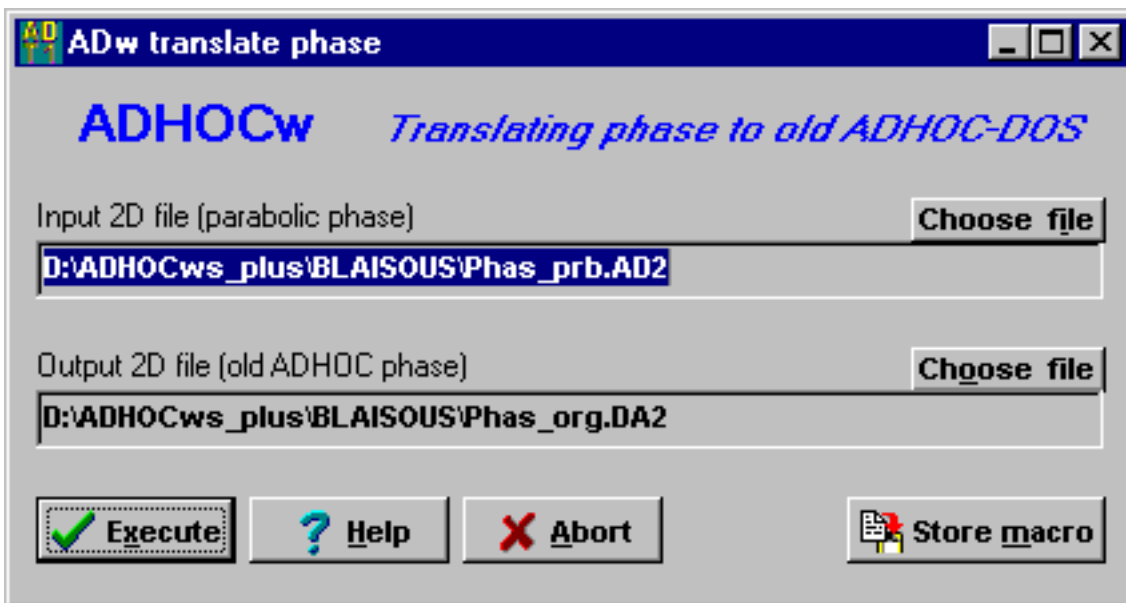 ADw translate phase
ADHOCw Translating phase to old ADHOC-DOS
Input 2D file (parabolic phase) Choose file
D:\ADHOCws_plus\BLAISOUS\Phas_prb.AD2
Output 2D file (old ADHOC phase) Choose file
D:\ADHOCws_plus\BLAISOUS\Phas_org.DA2
Execute Help Abort Store macro